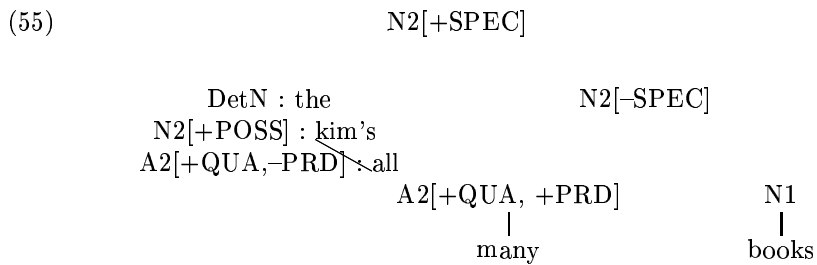 (55) N2[+SPEC]
DetN : the N2[–SPEC]
N2[+POSS] : kim's
A2[+QUA,–PRD] : all
A2[+QUA, +PRD] N1
many books